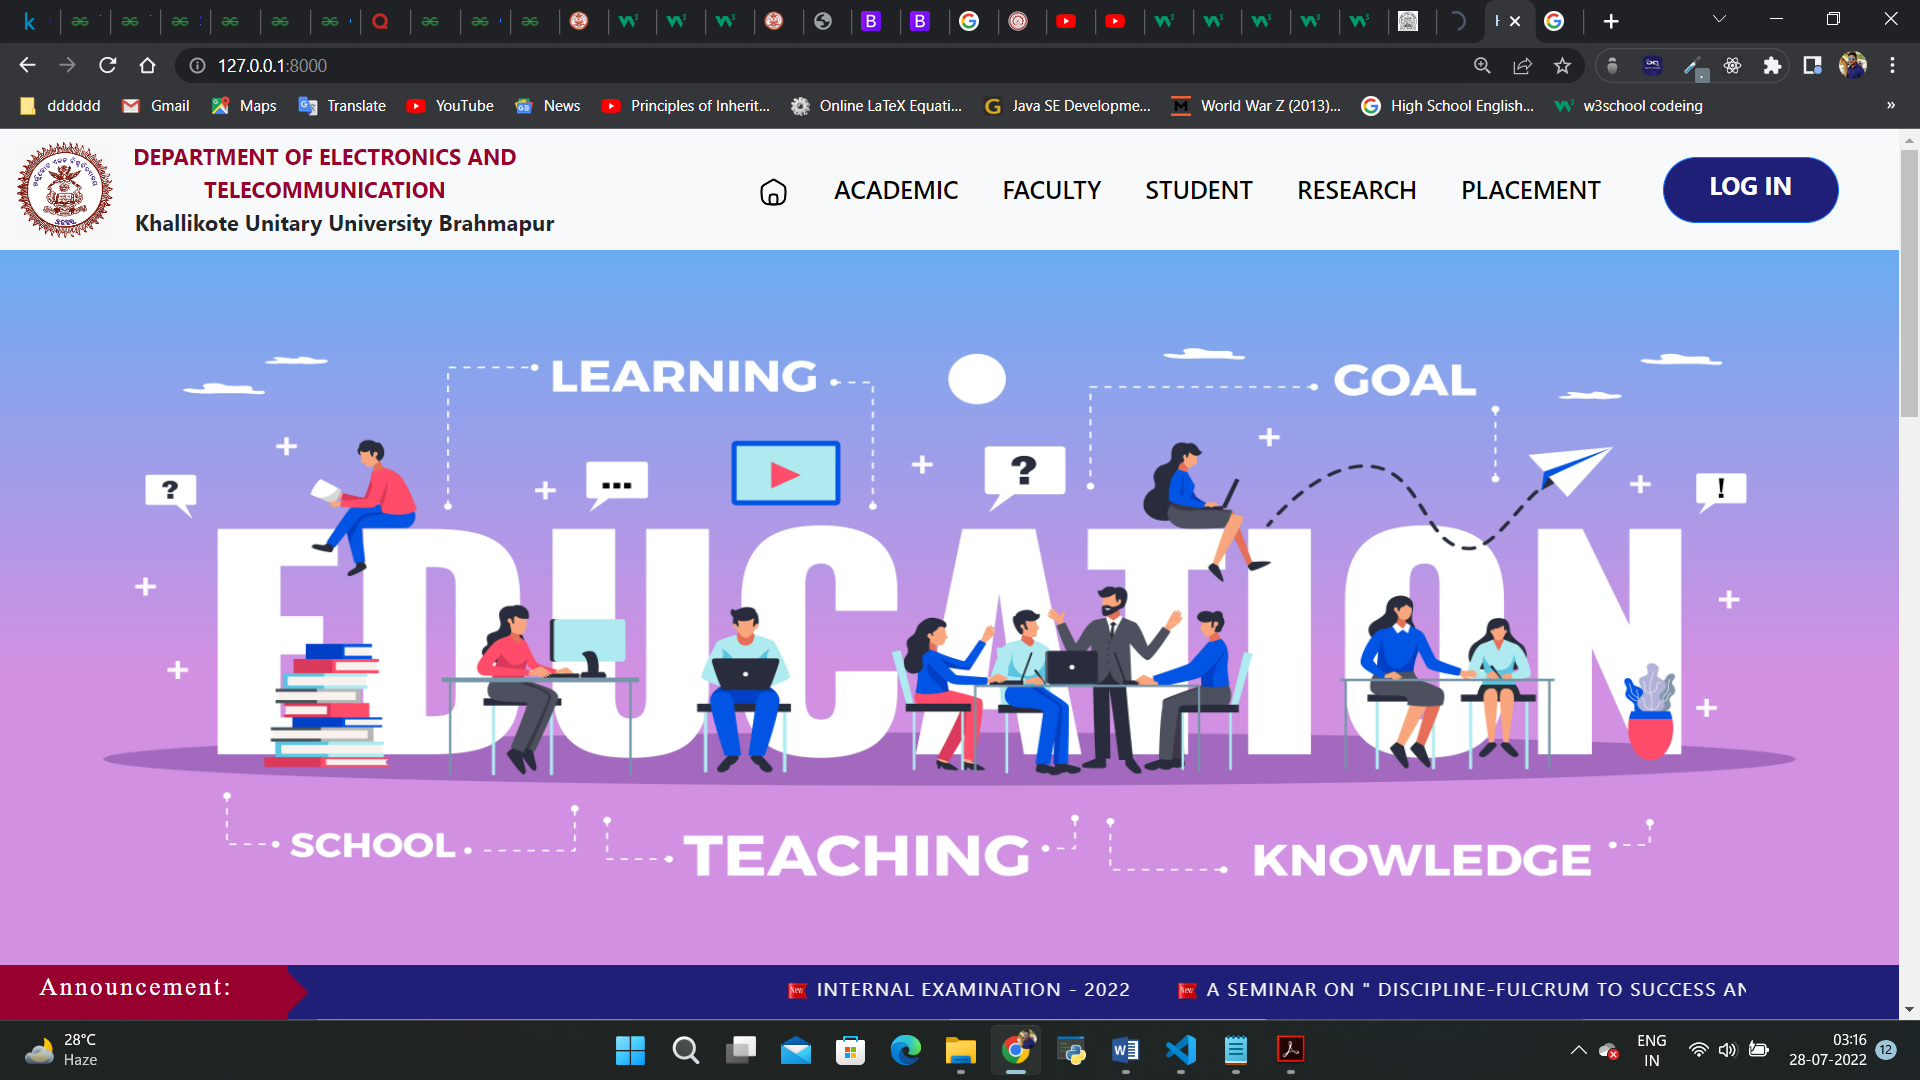 127.0.0.1:8000
dddddd
Gmail
Maps
Translate
YouTube
News
Principles of Inherit...
Online LaTeX Equati...
Java SE Developme...
World War Z (2013)...
High School English...
w3school codeing
»
DEPARTMENT OF ELECTRONICS AND
TELECOMMUNICATION
Khallikote Unitary University Brahmapur
ACADEMIC
FACULTY
STUDENT
RESEARCH
PLACEMENT
LOG IN
LEARNING
GOAL
?
...
?
!
EDUCATION
SCHOOL
TEACHING
KNOWLEDGE
Announcement:
New INTERNAL EXAMINATION - 2022
New A SEMINAR ON " DISCIPLINE-FULCRUM TO SUCCESS AN
28°C
Haze
ENG
IN
03:16
28-07-2022
12